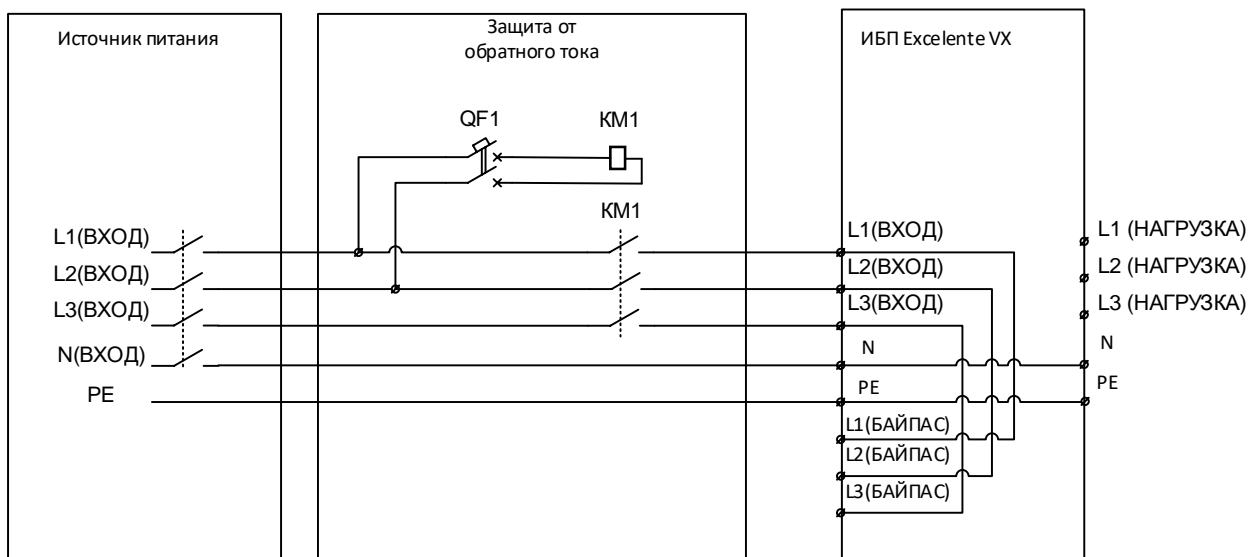 Источник питания
Защита от
обратного тока
ИБП Excelente VX
QF1
КМ1
КМ1
L1(ВХОД)
L2(ВХОД)
L3(ВХОД)
N(ВХОД)
PE
L1(ВХОД)
L2(ВХОД)
L3(ВХОД)
N
PE
L1(БАЙПАС)
L2(БАЙПАС)
L3(БАЙПАС)
L1 (НАГРУЗКА)
L2 (НАГРУЗКА)
L3 (НАГРУЗКА)
N
PE